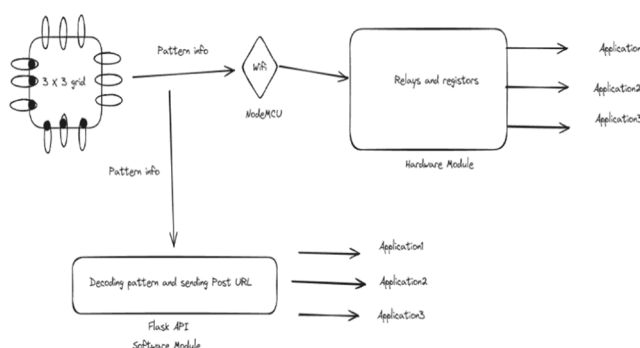 3 x 3 grid
Pattern info
Wifi
NodeMCU
Relays and registors
Hardware Module
Application
Application2
Application3
Pattern info
Decoding pattern and sending Post URL
Flask API
Software Module
Application1
Application2
Application3